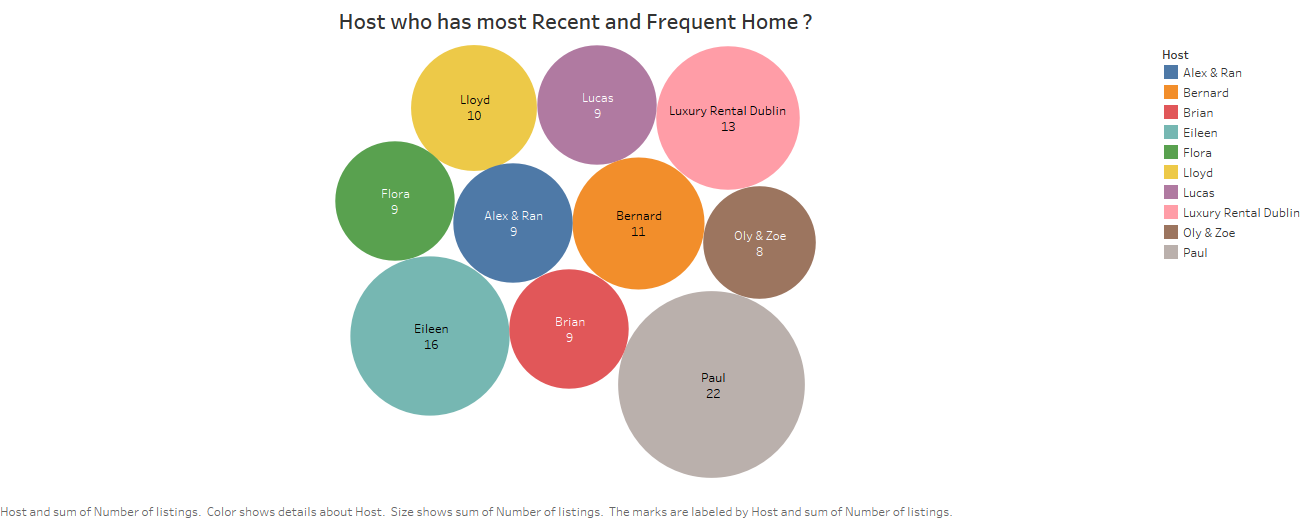 Host who has most Recent and Frequent Home ?
Lloyd
10
Lucas
9
Luxury Rental Dublin
13
Flora
9
Alex & Ran
9
Bernard
11
Oly & Zoe
8
Eileen
16
Brian
9
Paul
22
Host
Alex & Ran
Bernard
Brian
Eileen
Flora
Lloyd
Lucas
Luxury Rental Dublin
Oly & Zoe
Paul
Host and sum of Number of listings.  Color shows details about Host.  Size shows sum of Number of listings.  The marks are labeled by Host and sum of Number of listings.